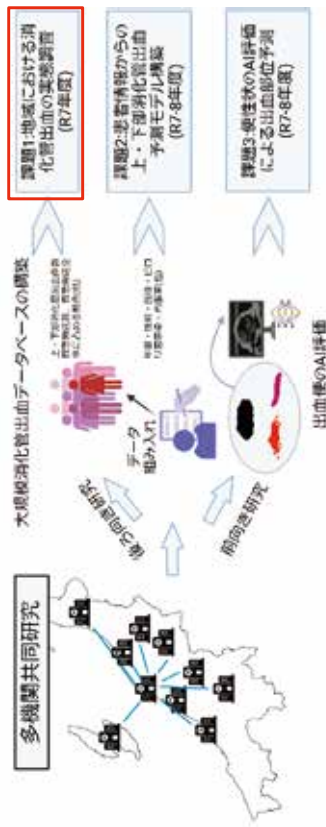 多機関共同研究
後ろ向き研究
前向き研究
大規模消化管出血データベースの構築
データ
組み入れ
出血便のAI評価
課題1:地域における消
化管出血の実態調査
(R7年度)
課題2:患者情報からの
上・下部消化管出血
予測モデル構築
(R7-8年度)
課題3:便性状のAI評価
による出血部位予測
(R7-8年度)